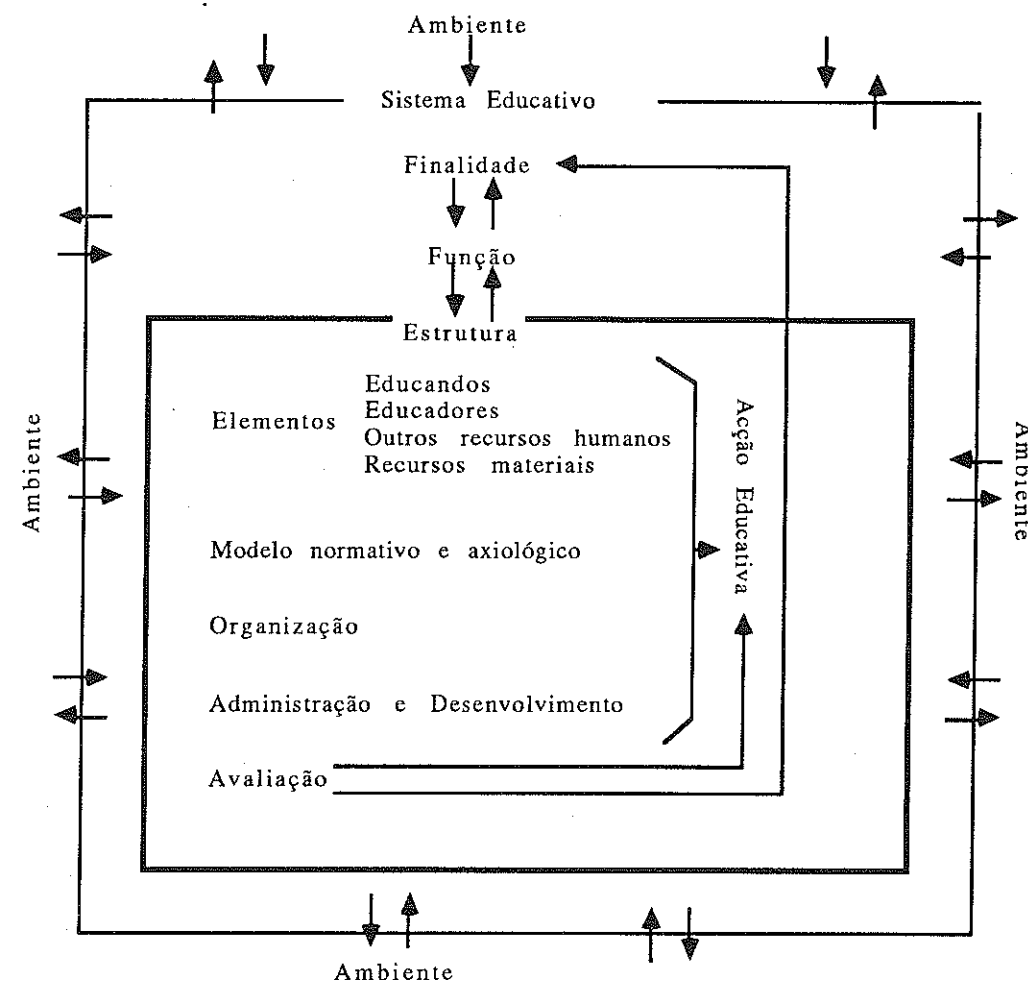 Ambiente
Sistema Educativo
Finalidade
Função
Estrutura
Elementos
Educandos
Educadores
Outros recursos humanos
Recursos materiais
Modelo normativo e axiológico
Organização
Administração e Desenvolvimento
Avaliação
Acção Educativa
Ambiente
Ambiente
Ambiente